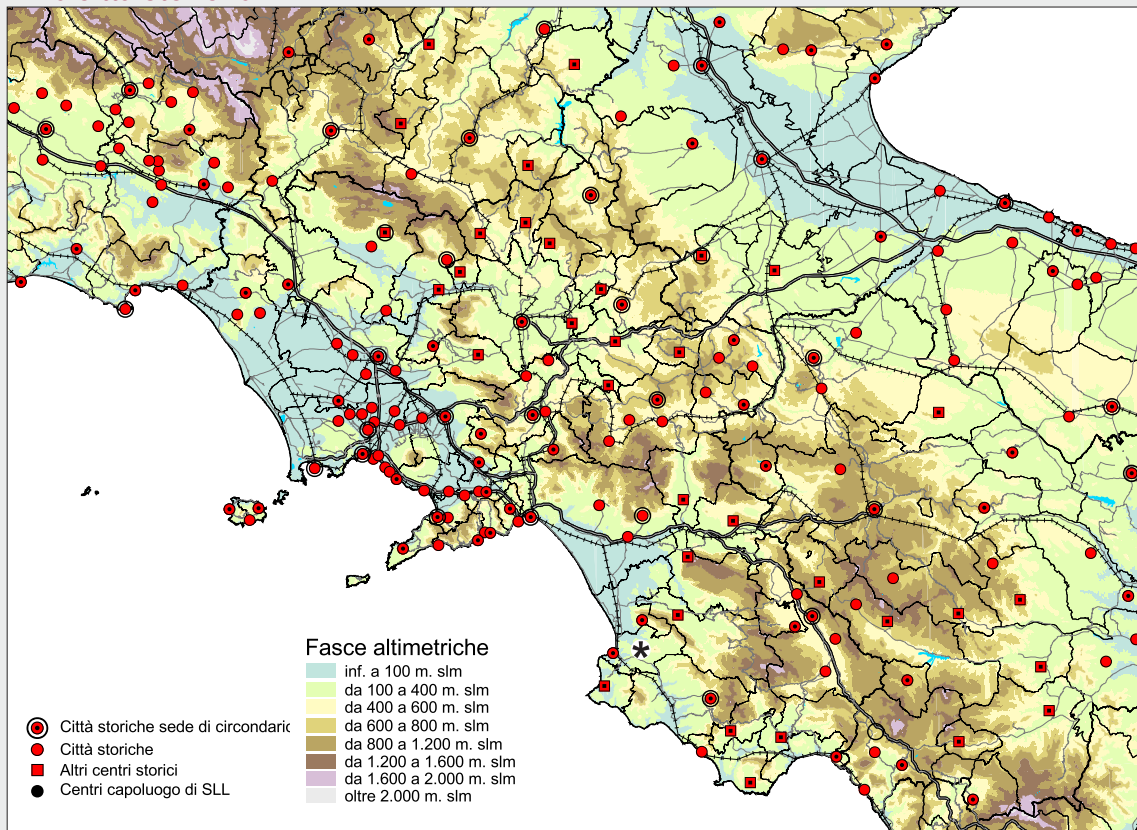 Fasce altimetriche
inf. a 100 m. slm
da 100 a 400 m. slm
da 400 a 600 m. slm
da 600 a 800 m. slm
da 800 a 1.200 m. slm
da 1.200 a 1.600 m. slm
da 1.600 a 2.000 m. slm
oltre 2.000 m. slm
Città storiche sede di circondario
Città storiche
Altri centri storici
Centri capoluogo di SLL
*